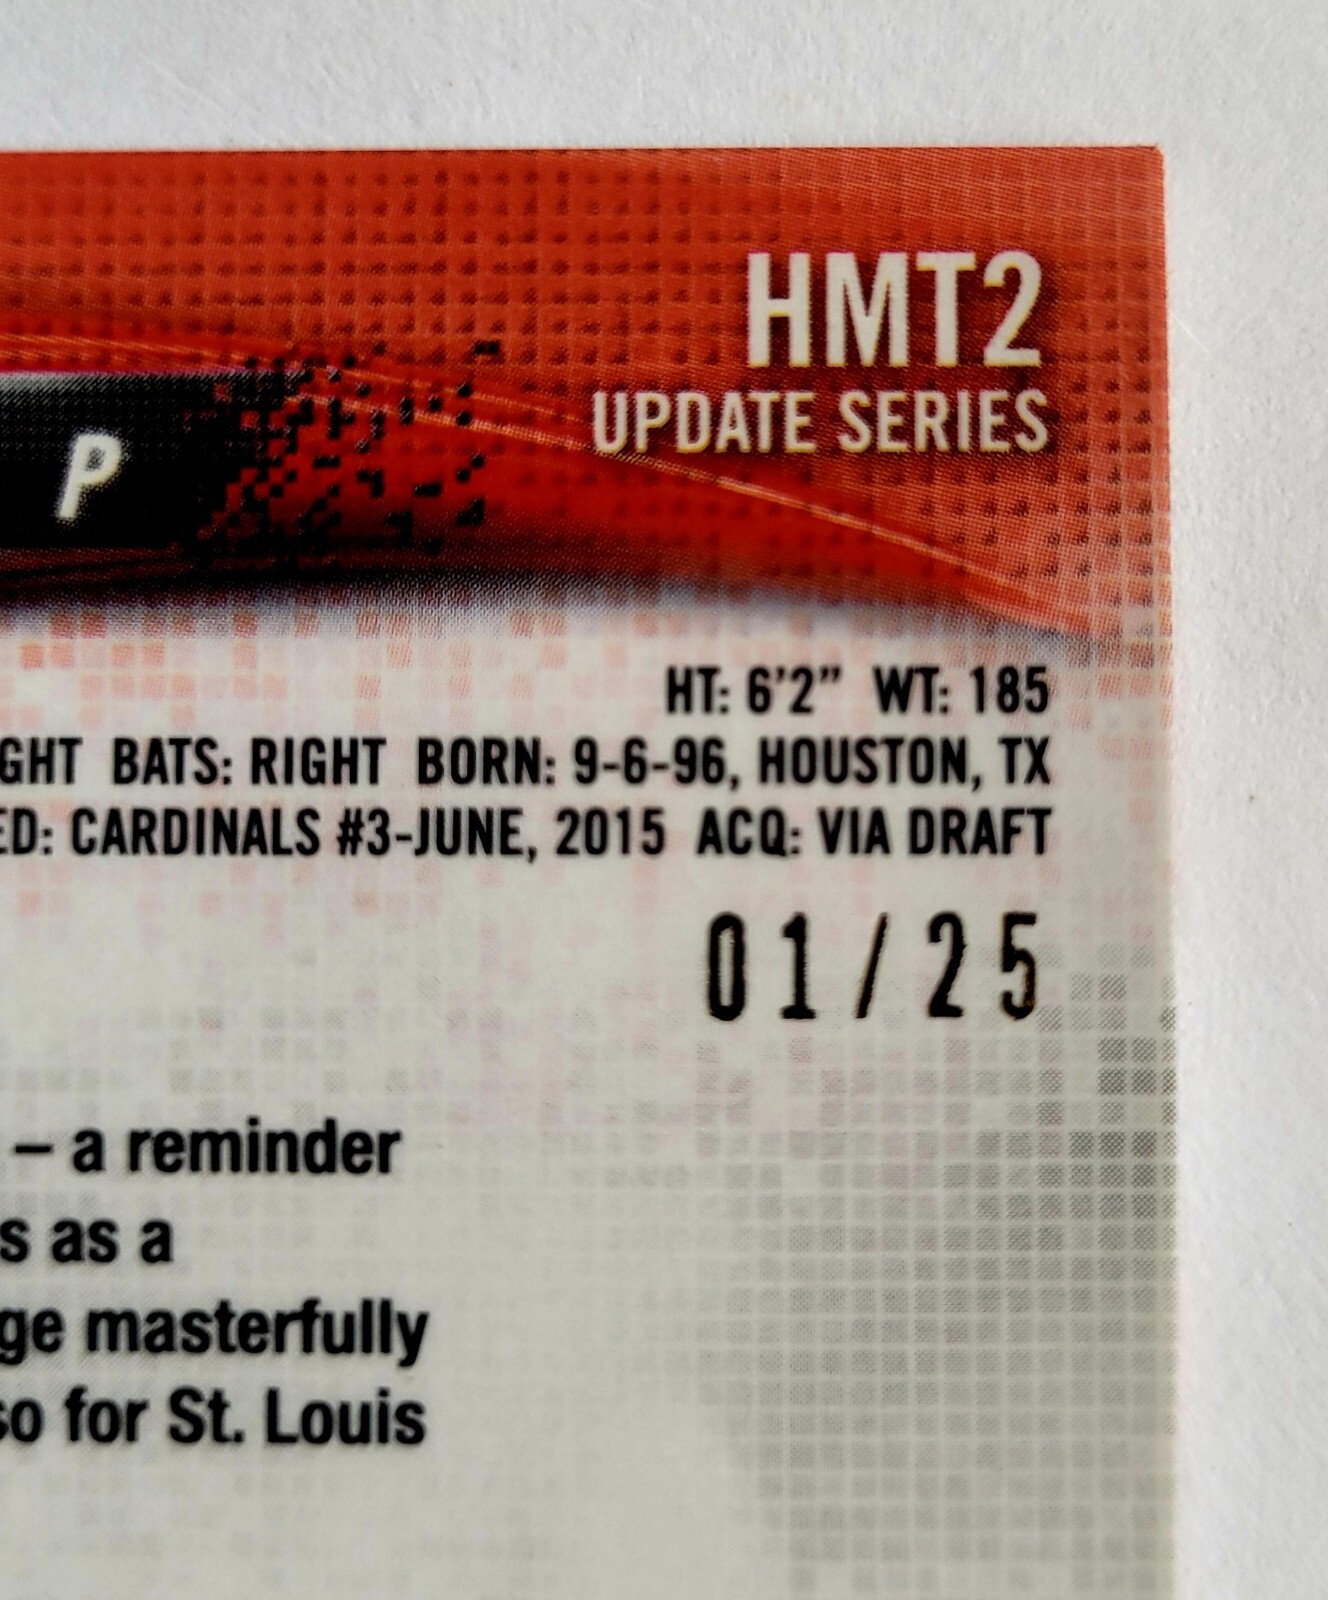 HMT2
UPDATE SERIES
P
HT: 6'2" WT: 185
GHT BATS: RIGHT BORN: 9-6-96, HOUSTON, TX
ED: CARDINALS #3-JUNE, 2015 ACQ: VIA DRAFT
01/25
– a reminder
s as a
ge masterfully
so for St. Louis